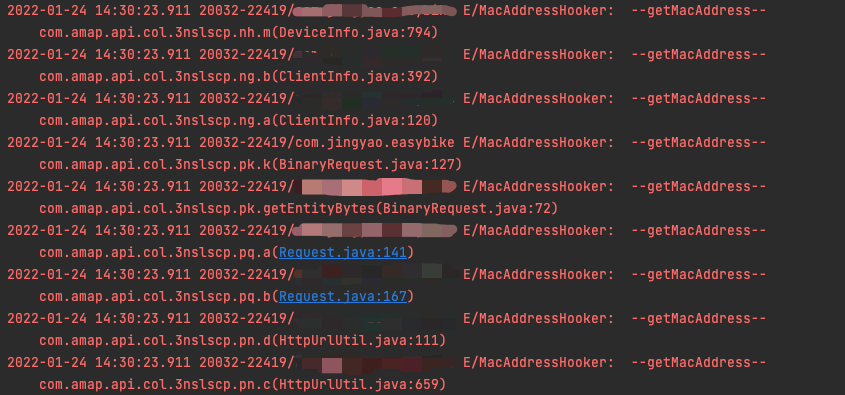 2022-01-24 14:30:23.911 20032-22419/ E/MacAddressHooker: --getMacAddress--
com.amap.api.col.3nslscp.nh.m(DeviceInfo.java:794)
2022-01-24 14:30:23.911 20032-22419/ E/MacAddressHooker: --getMacAddress--
com.amap.api.col.3nslscp.ng.b(ClientInfo.java:392)
2022-01-24 14:30:23.911 20032-22419/ E/MacAddressHooker: --getMacAddress--
com.amap.api.col.3nslscp.ng.a(ClientInfo.java:120)
2022-01-24 14:30:23.911 20032-22419/com.jingyao.easybike E/MacAddressHooker: --getMacAddress--
com.amap.api.col.3nslscp.pk.k(BinaryRequest.java:127)
2022-01-24 14:30:23.911 20032-22419/ E/MacAddressHooker: --getMacAddress--
com.amap.api.col.3nslscp.pk.getEntityBytes(BinaryRequest.java:72)
2022-01-24 14:30:23.911 20032-22419/ E/MacAddressHooker: --getMacAddress--
com.amap.api.col.3nslscp.pq.a(Request.java:141)
2022-01-24 14:30:23.911 20032-22419/ E/MacAddressHooker: --getMacAddress--
com.amap.api.col.3nslscp.pq.b(Request.java:167)
2022-01-24 14:30:23.911 20032-22419/ E/MacAddressHooker: --getMacAddress--
com.amap.api.col.3nslscp.pn.d(HttpUrlUtil.java:111)
2022-01-24 14:30:23.911 20032-22419/ E/MacAddressHooker: --getMacAddress--
com.amap.api.col.3nslscp.pn.c(HttpUrlUtil.java:659)